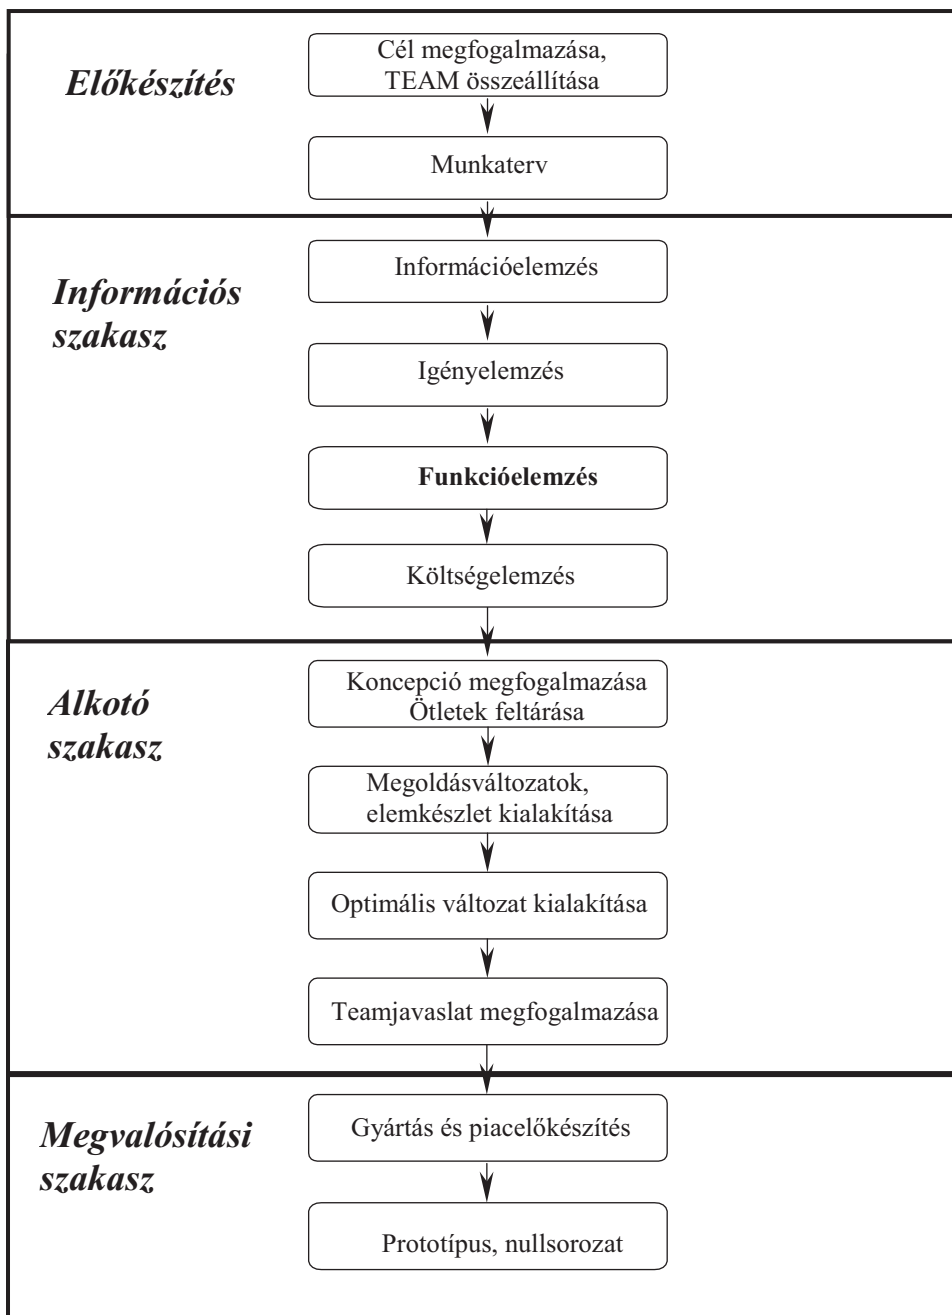 Előkészítés
Cél megfogalmazása,
TEAM összeállítása
Munkaterv
Információs
szakasz
Információelemzés
Igényelemzés
Funkcióelemzés
Költségelemzés
Alkotó
szakasz
Koncepció megfogalmazása
Ötletek feltárása
Megoldásváltozatok,
elemkészlet kialakítása
Optimális változat kialakítása
Teamjavaslat megfogalmazása
Megvalósítási
szakasz
Gyártás és piacelőkészítés
Prototípus, nullsorozat